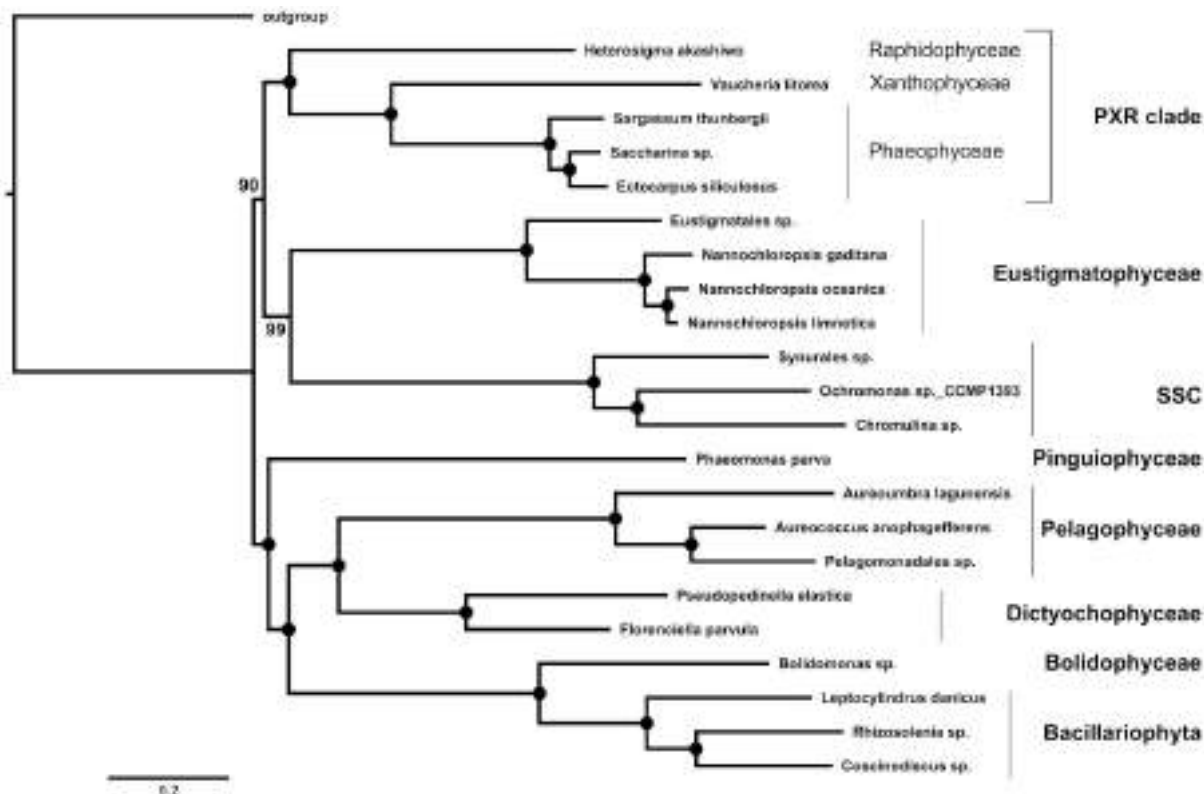 outgroup
Heterosigma akashiwo Raphidophyceae
Vaucheria litorea Xanthophyceae
PXR clade
Sargassum thunbergii
Saccharina sp. Phaeophyceae
90 Ectocarpus siliculosus
Eustigmatales sp.
Nannochloropsis gaditana
Eustigmatophyceae
Nannochloropsis oceanica
99 Nannochloropsis limnetica
Synurales sp.
Ochromonas sp._CCMP1393 SSC
Chromulina sp.
Phaeomonas parva Pinguiophyceae
Aureoumbra lagunensis
Aureococcus anophagefferens Pelagophyceae
Pelagomonadales sp.
Pseudopedinella elastica
Dictyochophyceae
Florenciella parvula
Bolidomonas sp. Bolidophyceae
Leptocylindrus danicus
Rhizosolenia sp. Bacillariophyta
Coscinodiscus sp.
0.2